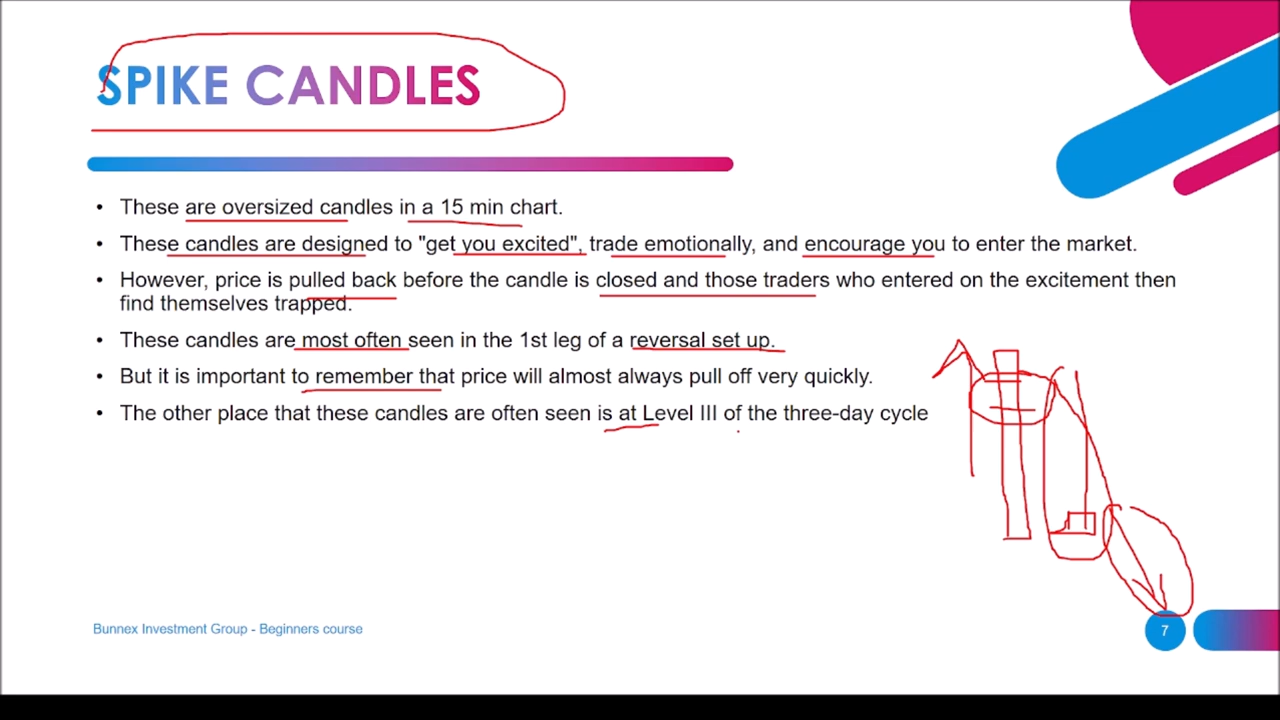 SPIKE CANDLES
• These are oversized candles in a 15 min chart.
• These candles are designed to "get you excited", trade emotionally, and encourage you to enter the market.
• However, price is pulled back before the candle is closed and those traders who entered on the excitement then
find themselves trapped.
• These candles are most often seen in the 1st leg of a reversal set up.
• But it is important to remember that price will almost always pull off very quickly.
• The other place that these candles are often seen is at Level III of the three-day cycle
Bunnex Investment Group - Beginners course
7